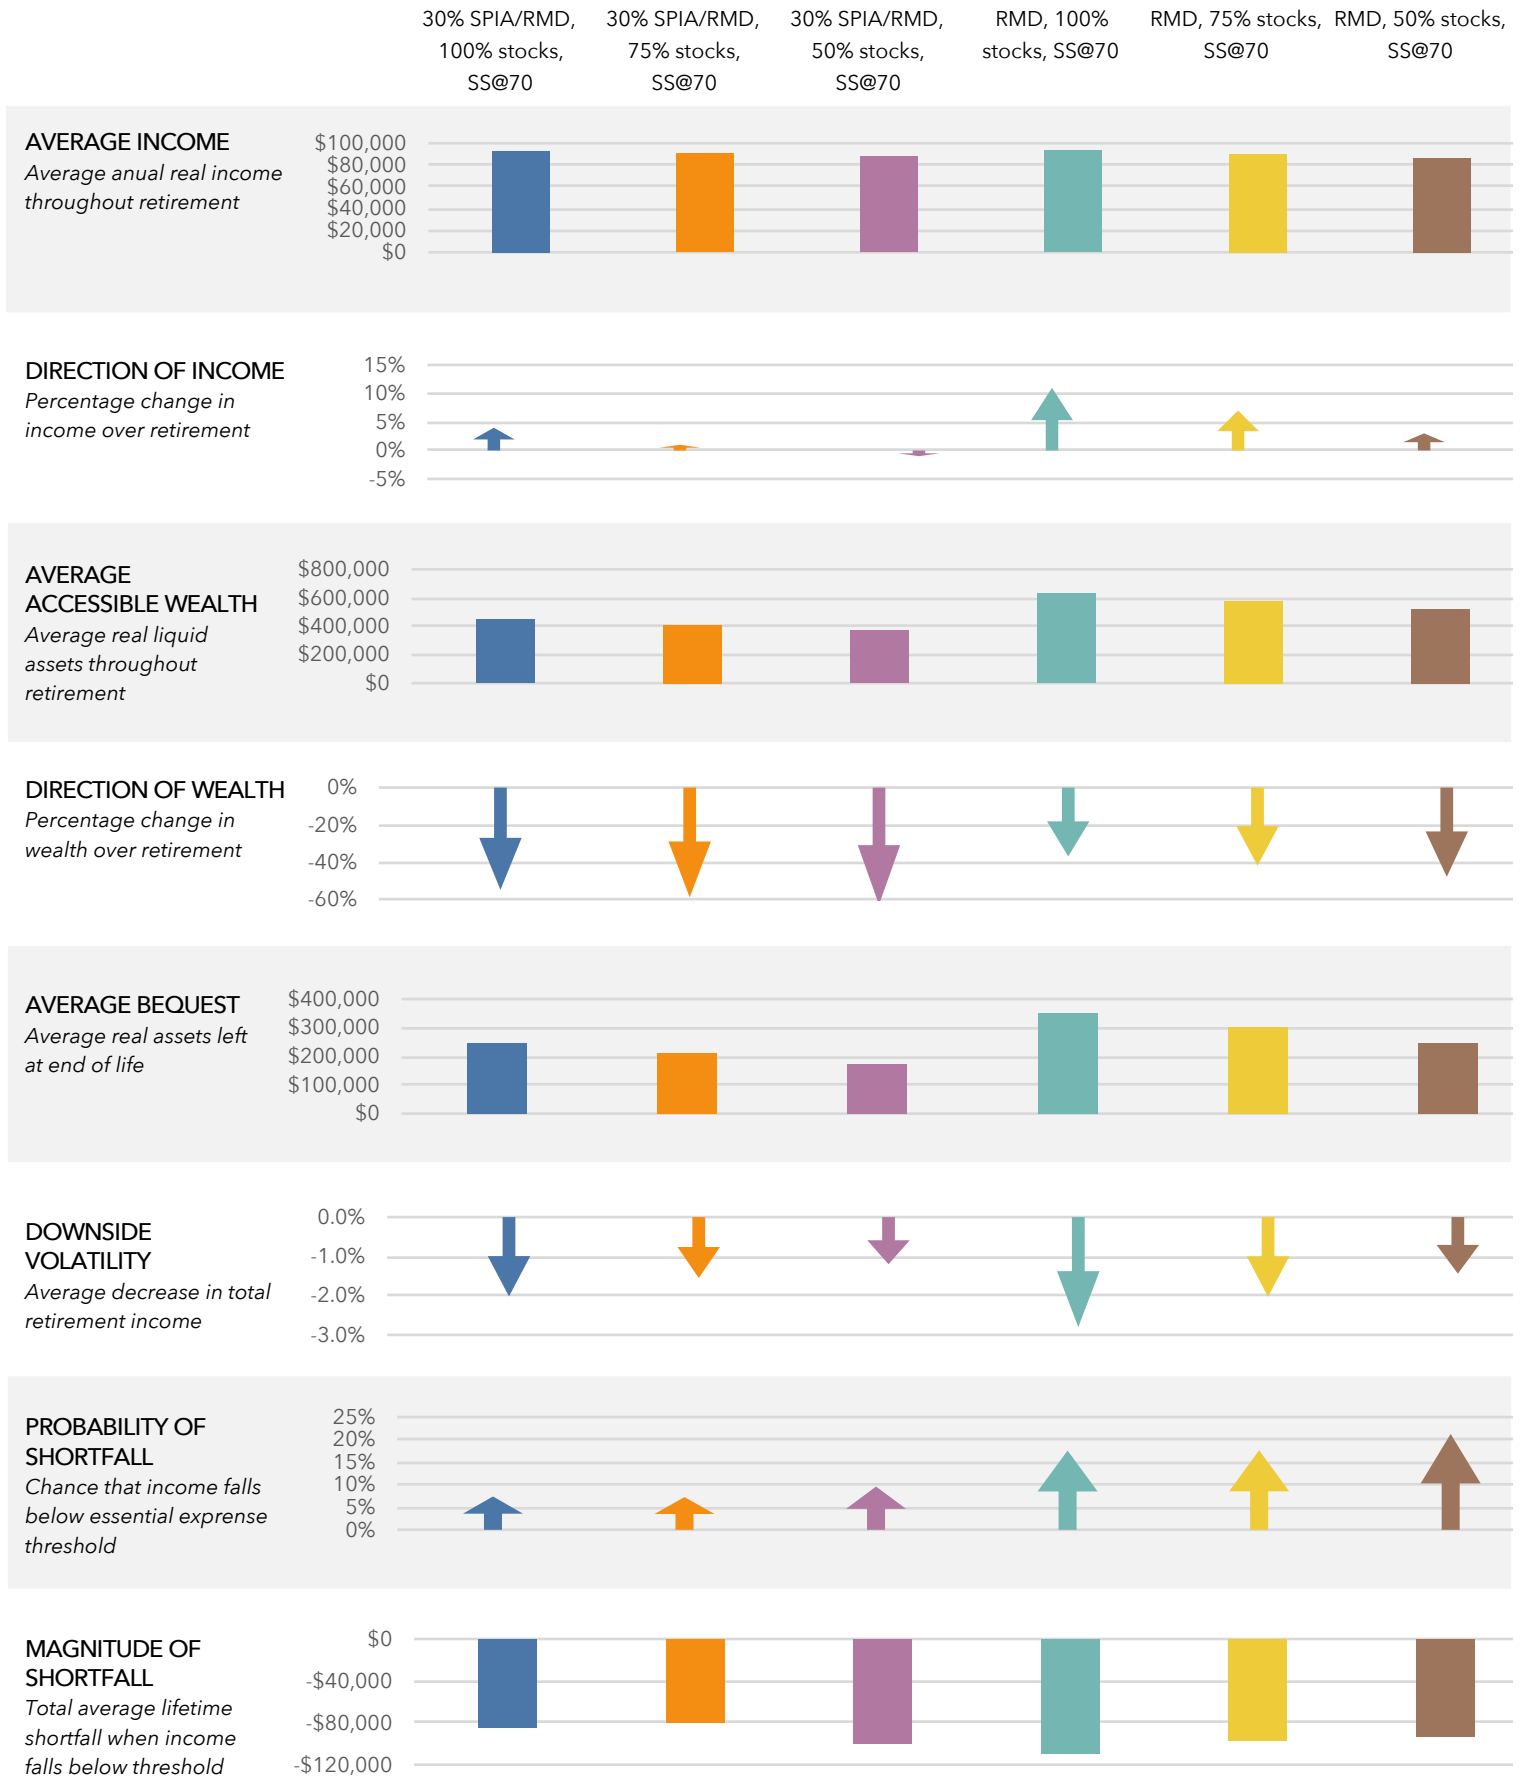 30% SPIA/RMD, 100% stocks, SS@70
30% SPIA/RMD, 75% stocks, SS@70
30% SPIA/RMD, 50% stocks, SS@70
RMD, 100% stocks, SS@70
RMD, 75% stocks, SS@70
RMD, 50% stocks, SS@70
AVERAGE INCOME
Average anual real income
throughout retirement
$100,000
$80,000
$60,000
$40,000
$20,000
$0
DIRECTION OF INCOME
Percentage change in
income over retirement
15%
10%
5%
0%
-5%
AVERAGE
ACCESSIBLE WEALTH
Average real liquid
assets throughout
retirement
$800,000
$600,000
$400,000
$200,000
$0
DIRECTION OF WEALTH
Percentage change in
wealth over retirement
0%
-20%
-40%
-60%
AVERAGE BEQUEST
Average real assets left
at end of life
$400,000
$300,000
$200,000
$100,000
$0
DOWNSIDE
VOLATILITY
Average decrease in total
retirement income
0.0%
-1.0%
-2.0%
-3.0%
PROBABILITY OF
SHORTFALL
Chance that income falls
below essential exprense
threshold
25%
20%
15%
10%
5%
0%
MAGNITUDE OF
SHORTFALL
Total average lifetime
shortfall when income
falls below threshold
$0
-$40,000
-$80,000
-$120,000